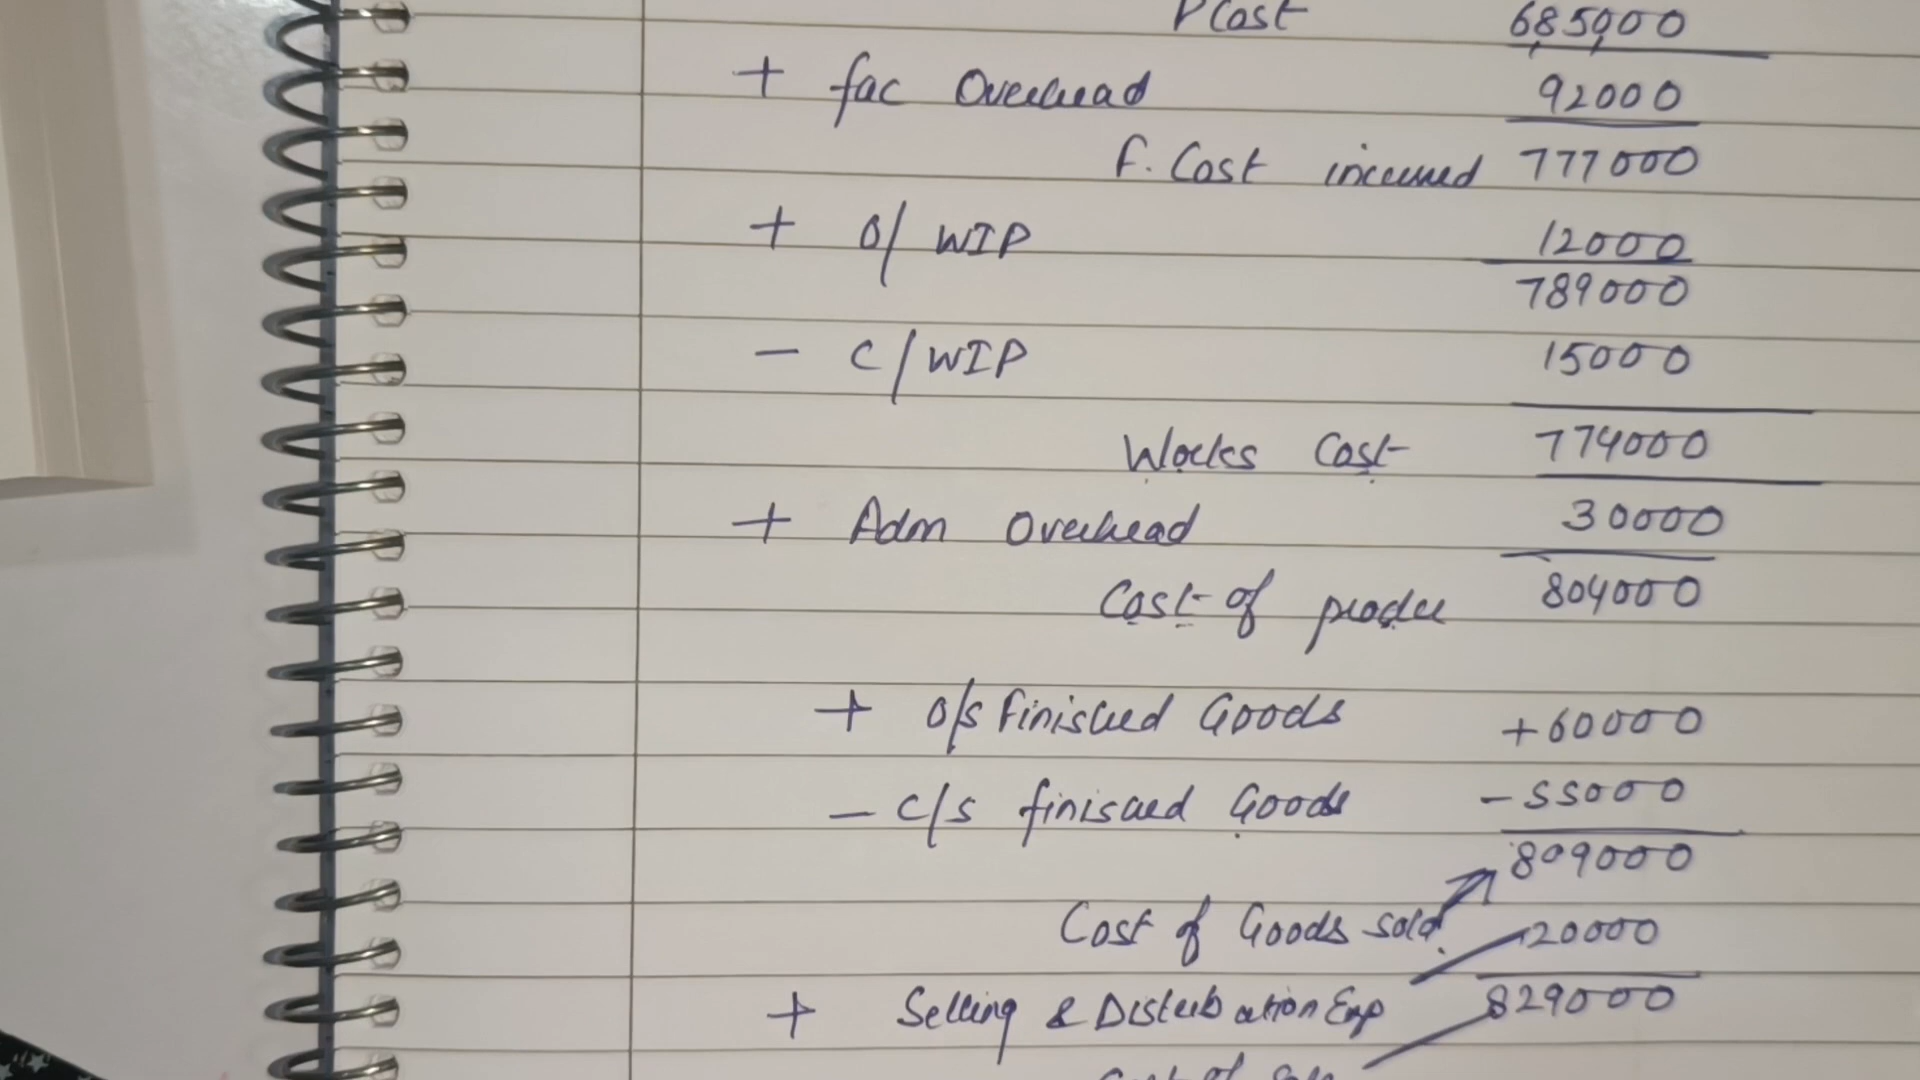 P Cost 685000
+ fac Overhead 92000
F. Cost incurred 777000
+ O/ WIP 12000
789000
- C/WIP 15000
Works Cost 774000
+ Adm Overhead 30000
Cost of produc 804000
+ O/s Finished Goods +60000
- C/s finished Goods -55000
809000
Cost of Goods sold 20000
+ Selling & Distribution Exp 829000
Cost of